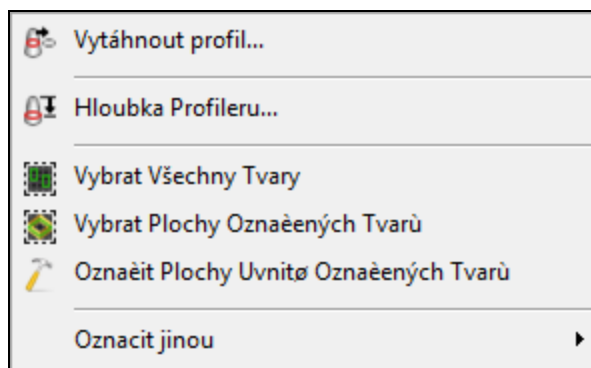 Vytáhnout profil...
Hloubka Profileru...
Vybrat Všechny Tvary
Vybrat Plochy Oznaèených Tvarù
Oznaèit Plochy Uvnitø Oznaèených Tvarù
Oznacit jinou